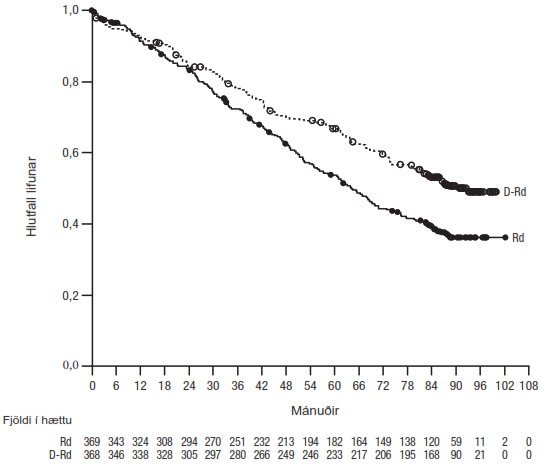 1,0
0,8
0,6
0,4
0,2
0,0
Hlutfall lifunar
D-Rd
Rd
0 6 12 18 24 30 36 42 48 54 60 66 72 78 84 90 96 102 108
Mánuðir
Fjöldi í hættu
Rd 369 343 324 308 294 270 251 232 213 194 182 164 149 138 120 59 11 2 0
D-Rd 368 346 338 328 305 297 280 266 249 246 233 217 206 195 168 90 21 0 0